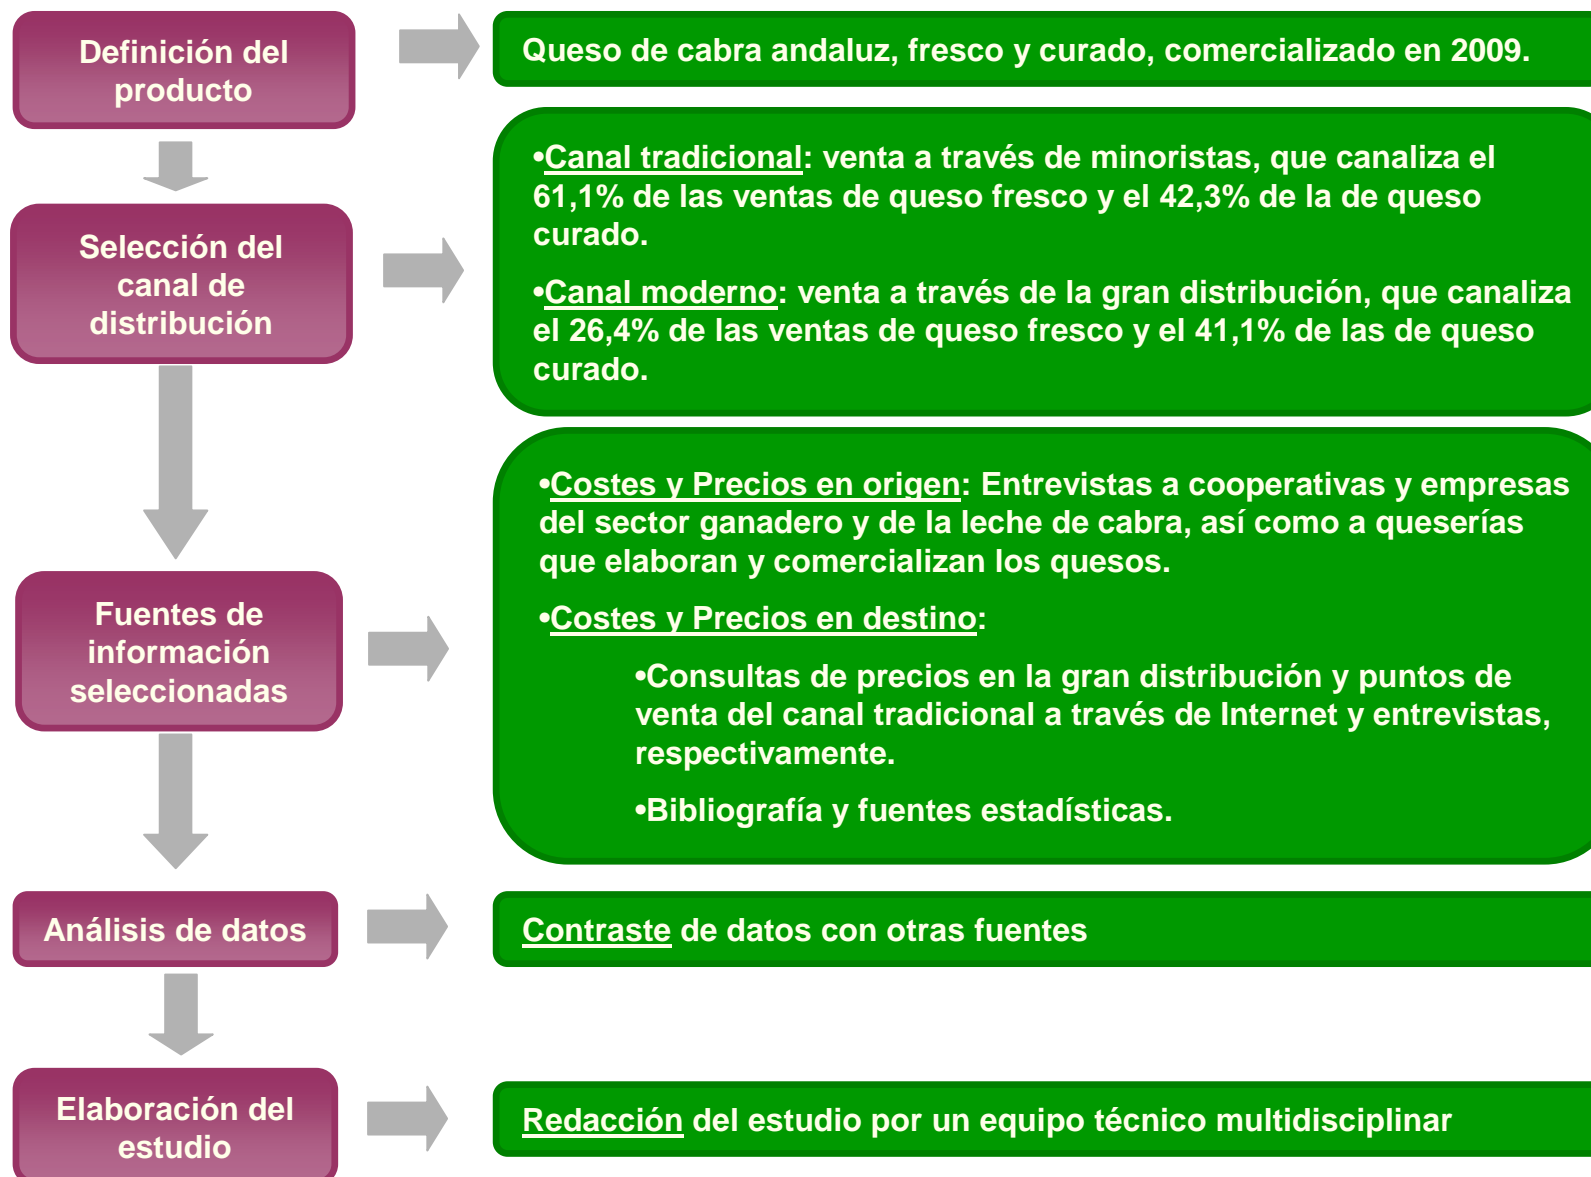 Definición del
producto
Queso de cabra andaluz, fresco y curado, comercializado en 2009.
Selección del
canal de
distribución
•Canal tradicional: venta a través de minoristas, que canaliza el
61,1% de las ventas de queso fresco y el 42,3% de la de queso
curado.
•Canal moderno: venta a través de la gran distribución, que canaliza
el 26,4% de las ventas de queso fresco y el 41,1% de las de queso
curado.
Fuentes de
información
seleccionadas
•Costes y Precios en origen: Entrevistas a cooperativas y empresas
del sector ganadero y de la leche de cabra, así como a queserías
que elaboran y comercializan los quesos.
•Costes y Precios en destino:
•Consultas de precios en la gran distribución y puntos de
venta del canal tradicional a través de Internet y entrevistas,
respectivamente.
•Bibliografía y fuentes estadísticas.
Análisis de datos
Contraste de datos con otras fuentes
Elaboración del
estudio
Redacción del estudio por un equipo técnico multidisciplinar